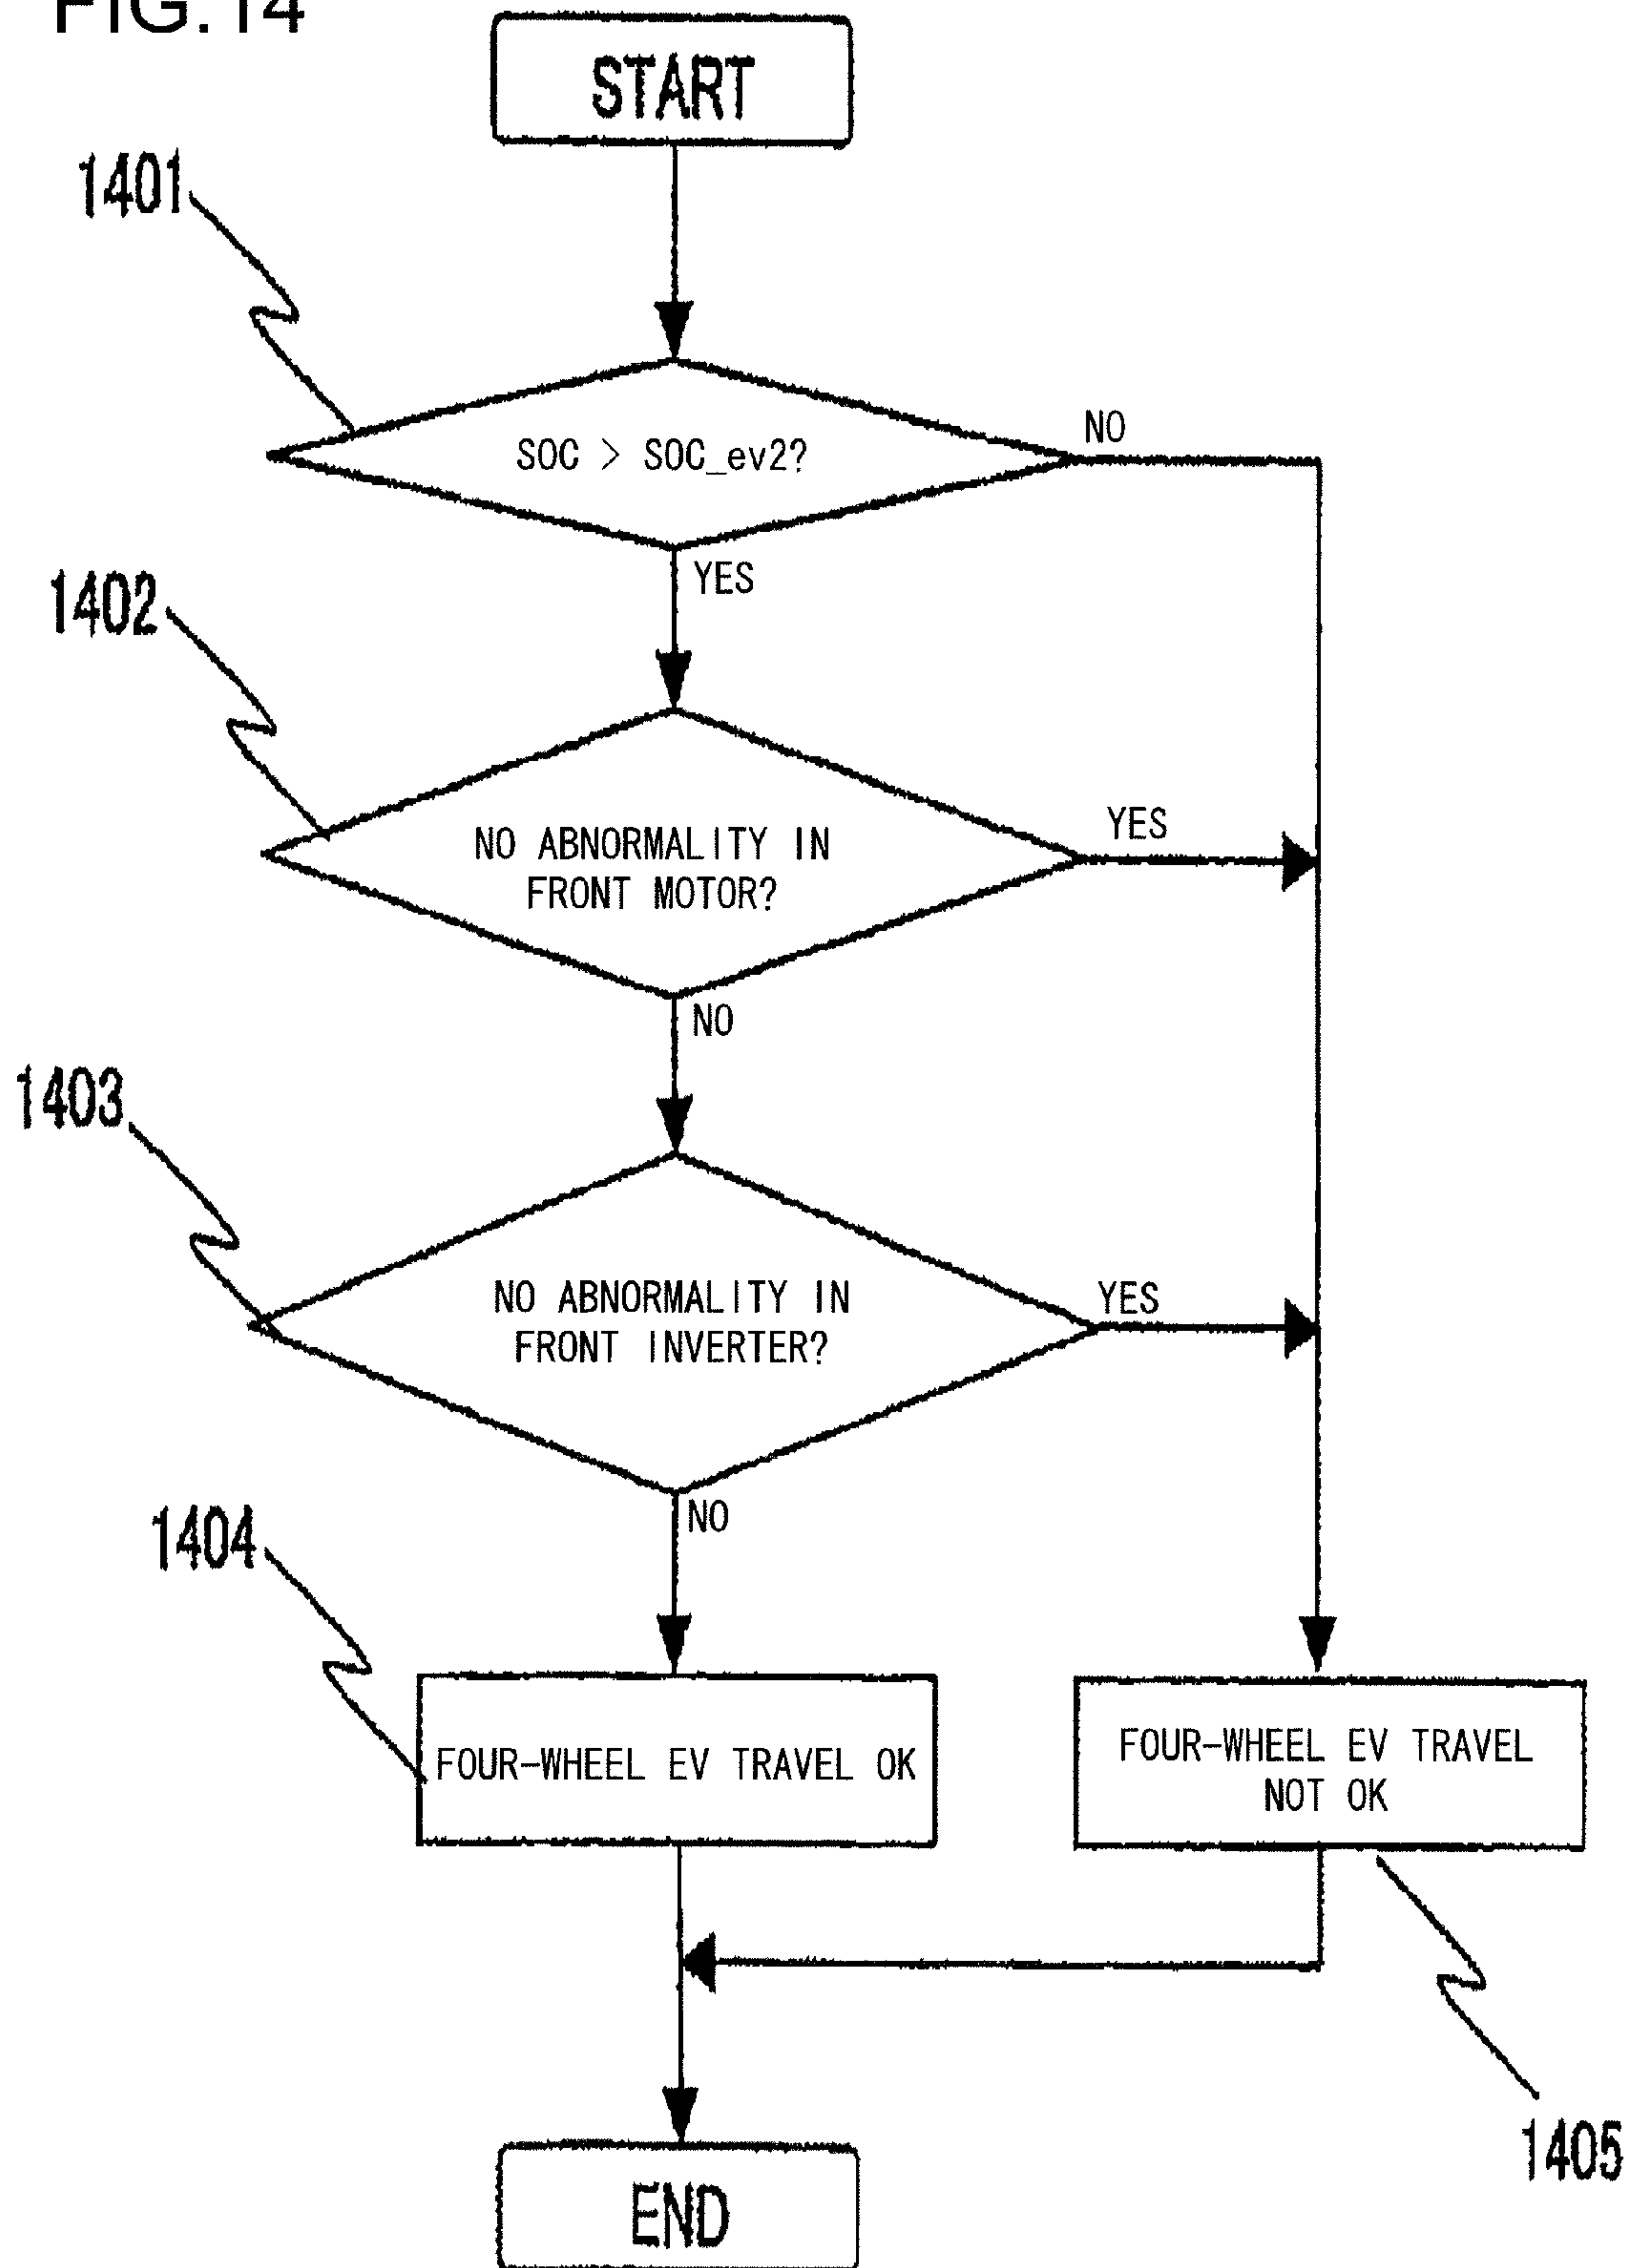 FIG.14
START
1401
SOC > SOC_ev2?
NO
YES
1402
NO ABNORMALITY IN
FRONT MOTOR?
YES
NO
1403
NO ABNORMALITY IN
FRONT INVERTER?
YES
NO
1404
FOUR-WHEEL EV TRAVEL OK
FOUR-WHEEL EV TRAVEL
NOT OK
1405
END